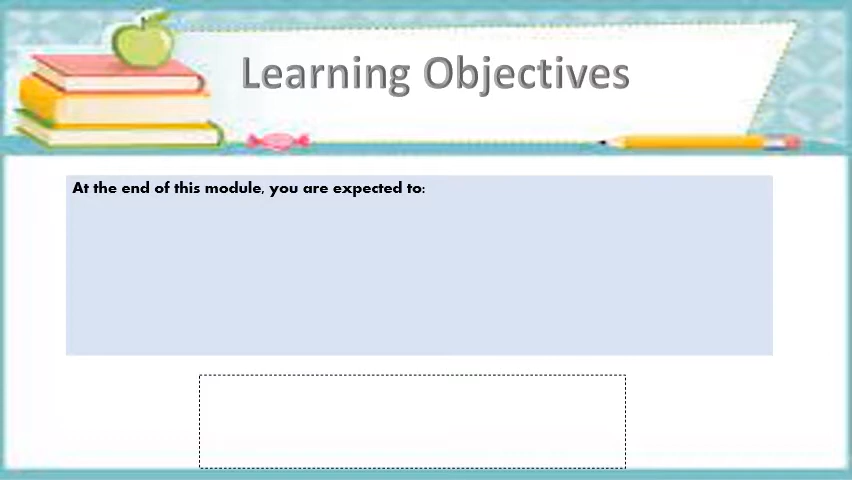 Learning Objectives
At the end of this module, you are expected to: